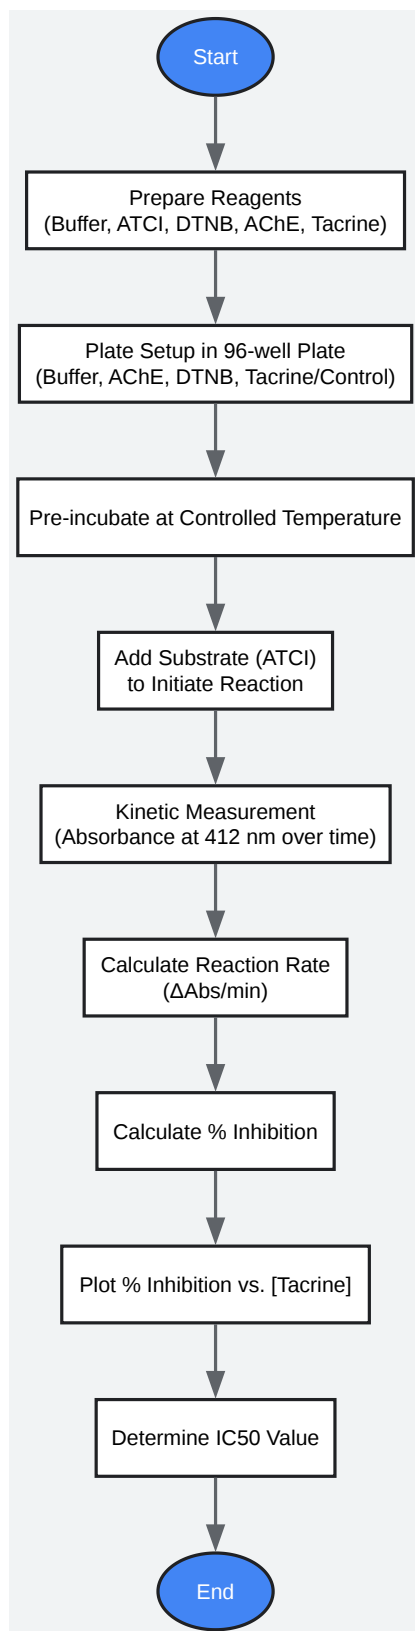 Start
Prepare Reagents
(Buffer, ATCI, DTNB, AChE, Tacrine)
Plate Setup in 96-well Plate
(Buffer, AChE, DTNB, Tacrine/Control)
Pre-incubate at Controlled Temperature
Add Substrate (ATCI)
to Initiate Reaction
Kinetic Measurement
(Absorbance at 412 nm over time)
Calculate Reaction Rate
(ΔAbs/min)
Calculate % Inhibition
Plot % Inhibition vs. [Tacrine]
Determine IC50 Value
End